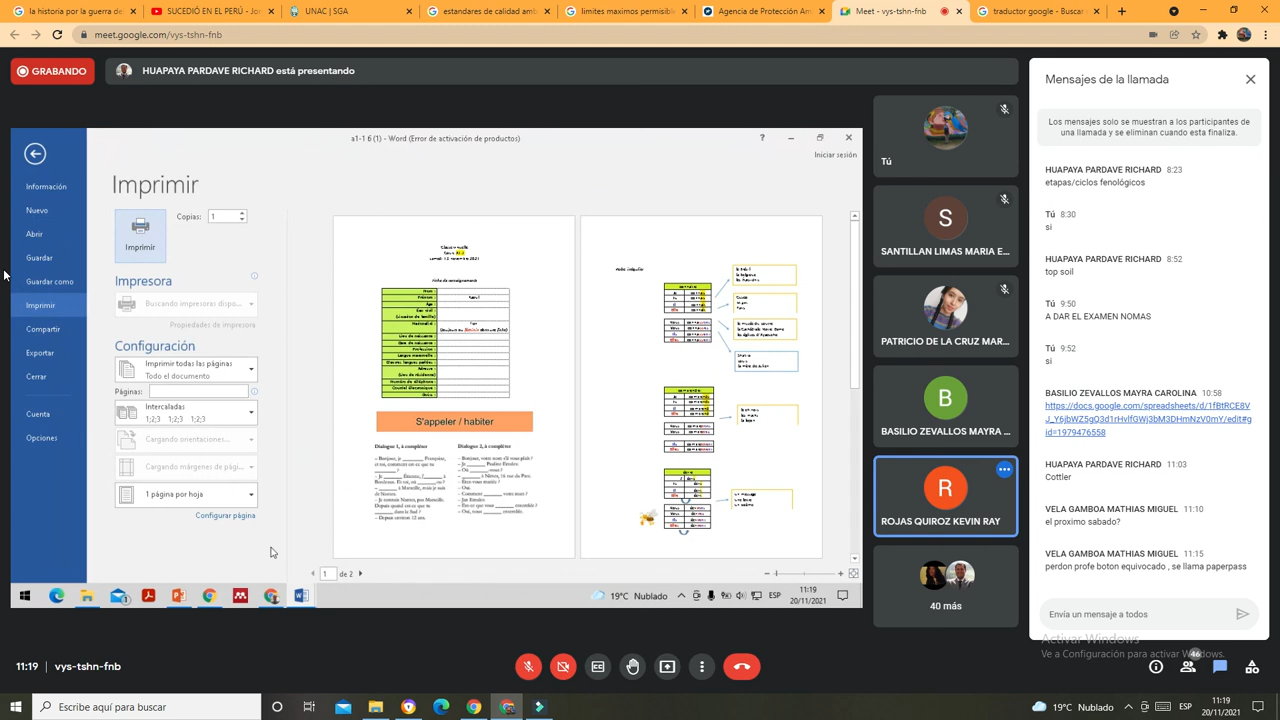 la historia por la guerra de
SUCEDIÓ EN EL PERÚ - Jo
UNAC | SGA
estandares de calidad amb
limites maximos permisibl
Agencia de Protección Am
Meet - vys-tshn-fnb
traductor google - Buscar
meet.google.com/vys-tshn-fnb
GRABANDO
HUAPAYA PARDAVE RICHARD está presentando
a1-1 6 (1) - Word (Error de activación de productos)
Iniciar sesión
Información
Nuevo
Abrir
Guardar
Guardar como
Imprimir
Compartir
Exportar
Cerrar
Cuenta
Opciones
Imprimir
Copias: 1
Imprimir
Impresora
Buscando impresoras dispo...
Propiedades de impresora
Configuración
Imprimir todas las páginas
Todo el documento
Páginas:
Intercaladas
1;2;3 1;2;3 1;2;3
Cargando orientaciones...
Cargando márgenes de pági...
1 página por hoja
Configurar página
S'appeler / habiter
Dialogue 1, à compléter
Dialogue 2, à compléter
1 de 2
19°C Nublado
ESP
11:19
20/11/2021
Tú
SANTILLAN LIMAS MARIA E...
PATRICIO DE LA CRUZ MAR...
BASILIO ZEVALLOS MAYRA ...
ROJAS QUIROZ KEVIN RAY
40 más
Mensajes de la llamada
Los mensajes solo se muestran a los participantes de
una llamada y se eliminan cuando esta finaliza.
HUAPAYA PARDAVE RICHARD 8:23
etapas/ciclos fenológicos
Tú 8:30
si
HUAPAYA PARDAVE RICHARD 8:52
top soil
Tú 9:50
A DAR EL EXAMEN NOMAS
Tú 9:52
si
BASILIO ZEVALLOS MAYRA CAROLINA 10:58
https://docs.google.com/spreadsheets/d/1fBtRCE8V
J_Y6jbWZ5gQ3d1rHvlfGWj3bM3DHmNzV0mY/edit#g
id=1979476558
HUAPAYA PARDAVE RICHARD 11:03
Cottler
VELA GAMBOA MATHIAS MIGUEL 11:10
el proximo sabado?
VELA GAMBOA MATHIAS MIGUEL 11:15
perdon profe boton equivocado , se llama paperpass
Envía un mensaje a todos
Activar Windows
Ve a Configuración para activar Windows.
11:19 vys-tshn-fnb
46
Escribe aquí para buscar
19°C Nublado
ESP
11:19
20/11/2021